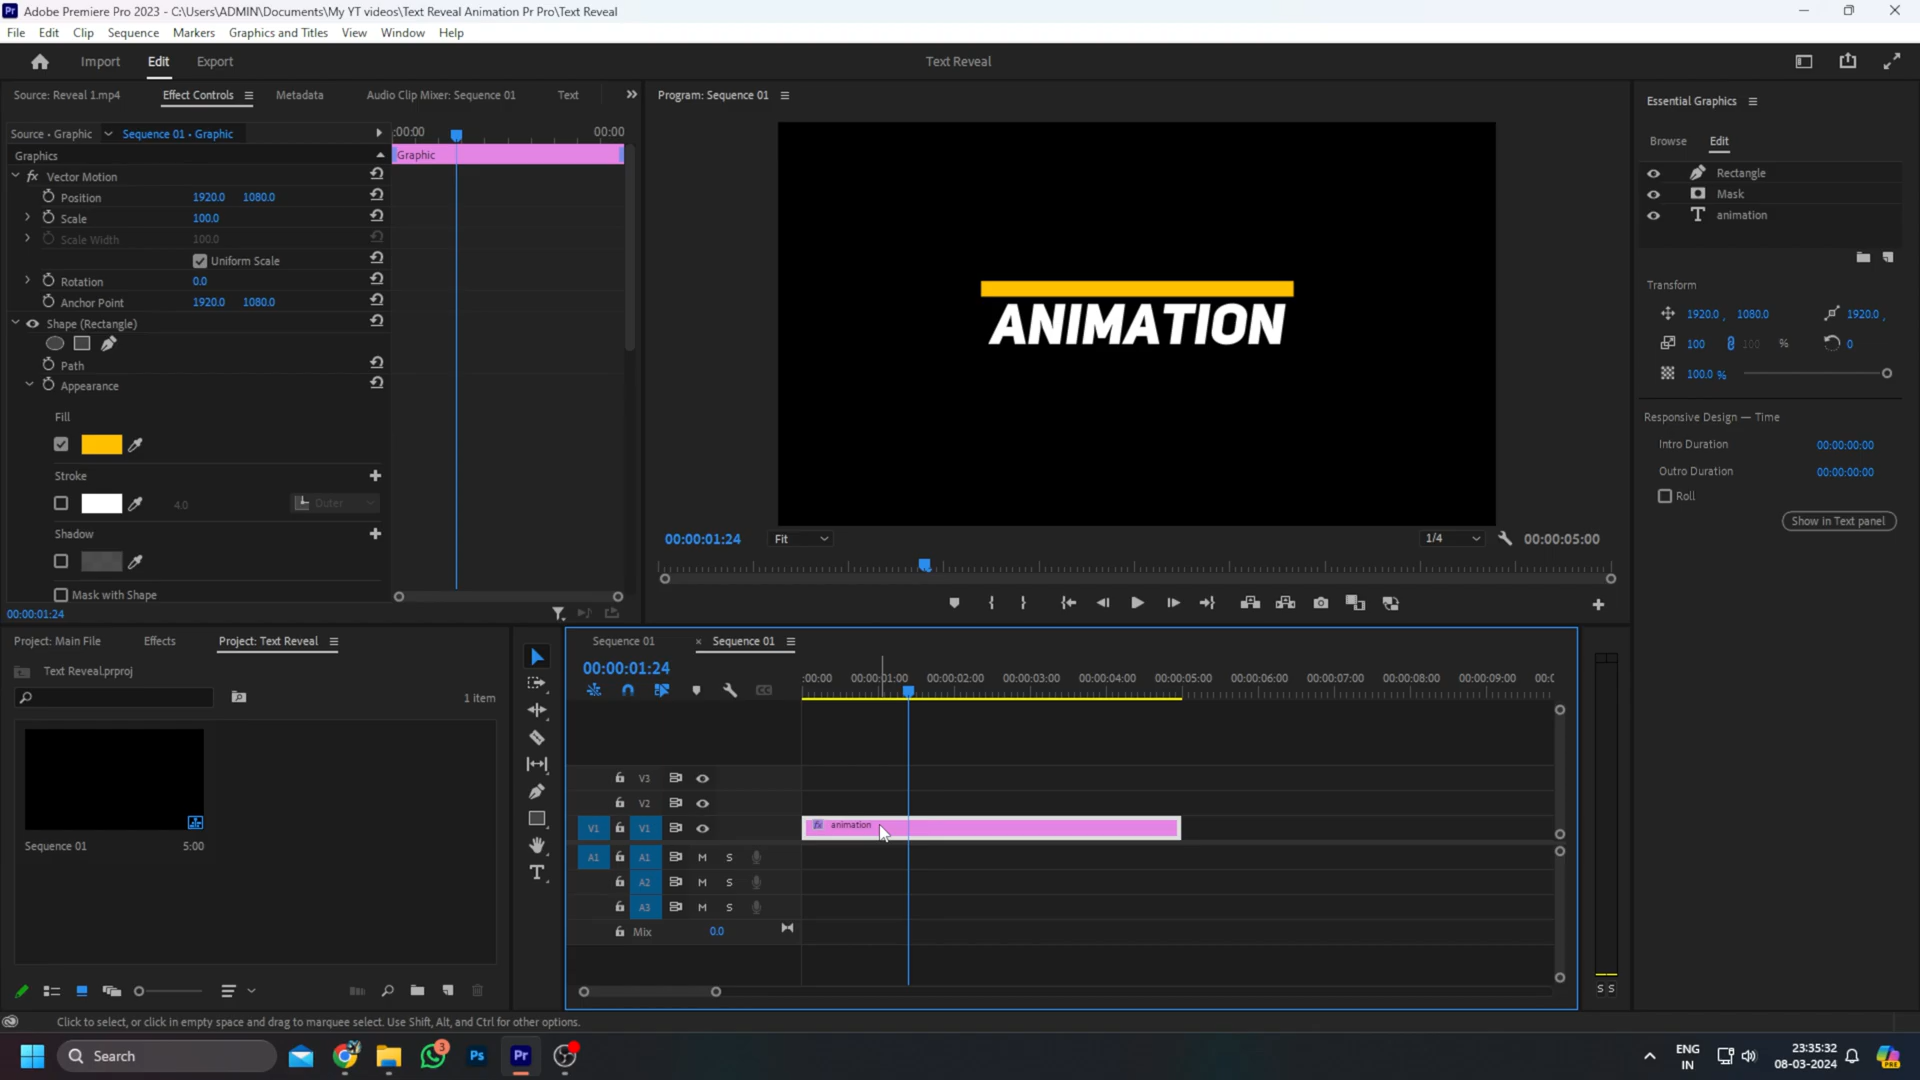 Adobe Premiere Pro 2023 - C:\Users\ADMIN\Documents\My YT videos\Text Reveal Animation Pr Pro\Text Reveal
File Edit Clip Sequence Markers Graphics and Titles View Window Help
Import Edit Export Text Reveal
Source: Reveal 1.mp4 Effect Controls Metadata Audio Clip Mixer: Sequence 01 Text
Program: Sequence 01
Essential Graphics
Source • Graphic Sequence 01 • Graphic :00:00 00:00
Graphics Graphic
Vector Motion
Position 1920.0 1080.0
Scale 100.0
Scale Width 100.0
Uniform Scale
Rotation 0.0
Anchor Point 1920.0 1080.0
Shape (Rectangle)
Path
Appearance
Fill
Stroke
4.0 Outer
Shadow
Mask with Shape
00:00:01:24
ANIMATION
00:00:01:24 Fit 1/4 00:00:05:00
Browse Edit
Rectangle
Mask
T animation
Transform
1920.0 , 1080.0 1920.0 ,
100 100 % 0
100.0 %
Responsive Design — Time
Intro Duration 00:00:00:00
Outro Duration 00:00:00:00
Roll
Show in Text panel
Project: Main File Effects Project: Text Reveal
Text Reveal.prproj
1 item
Sequence 01 5:00
Sequence 01 × Sequence 01
00:00:01:24
:00:00 00:00:01:00 00:00:02:00 00:00:03:00 00:00:04:00 00:00:05:00 00:00:06:00 00:00:07:00 00:00:08:00 00:00:09:00 00:0
V3
V2
V1 V1 fx animation
A1 A1 M S
A2 M S
A3 M S
Mix 0.0
S S
Click to select, or click in empty space and drag to marquee select. Use Shift, Alt, and Ctrl for other options.
Search 3 Ps Pr
ENG
IN
23:35:32
08-03-2024
PRE